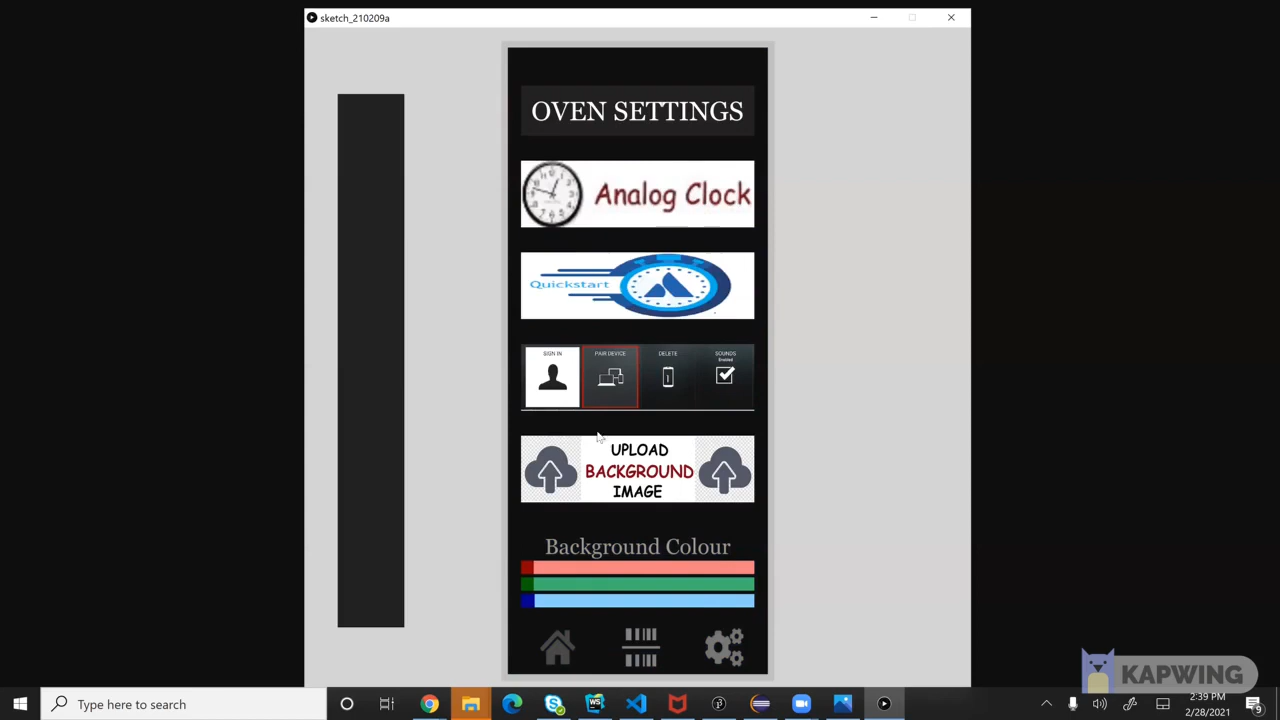 sketch_210209a
OVEN SETTINGS
Analog Clock
Quickstart
SIGN IN PAIR DEVICE DELETE SOUNDS
Enabled
UPLOAD
BACKGROUND
IMAGE
Background Colour
KAPWING
Type here to search
2:39 PM
2/28/2021